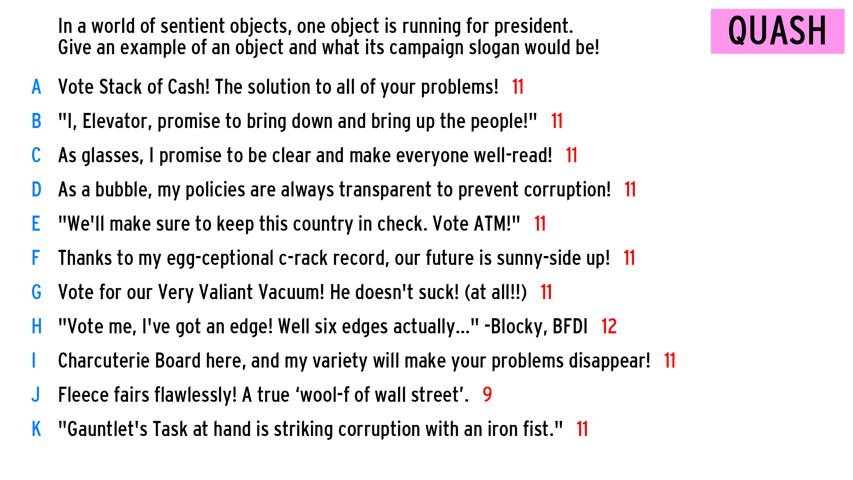 In a world of sentient objects, one object is running for president.
Give an example of an object and what its campaign slogan would be!
QUASH
A Vote Stack of Cash! The solution to all of your problems! 11
B "I, Elevator, promise to bring down and bring up the people!" 11
C As glasses, I promise to be clear and make everyone well-read! 11
D As a bubble, my policies are always transparent to prevent corruption! 11
E "We'll make sure to keep this country in check. Vote ATM!" 11
F Thanks to my egg-ceptional c-rack record, our future is sunny-side up! 11
G Vote for our Very Valiant Vacuum! He doesn't suck! (at all!!) 11
H "Vote me, I've got an edge! Well six edges actually..." -Blocky, BFDI 12
I Charcuterie Board here, and my variety will make your problems disappear! 11
J Fleece fairs flawlessly! A true ‘wool-f of wall street’. 9
K "Gauntlet's Task at hand is striking corruption with an iron fist." 11